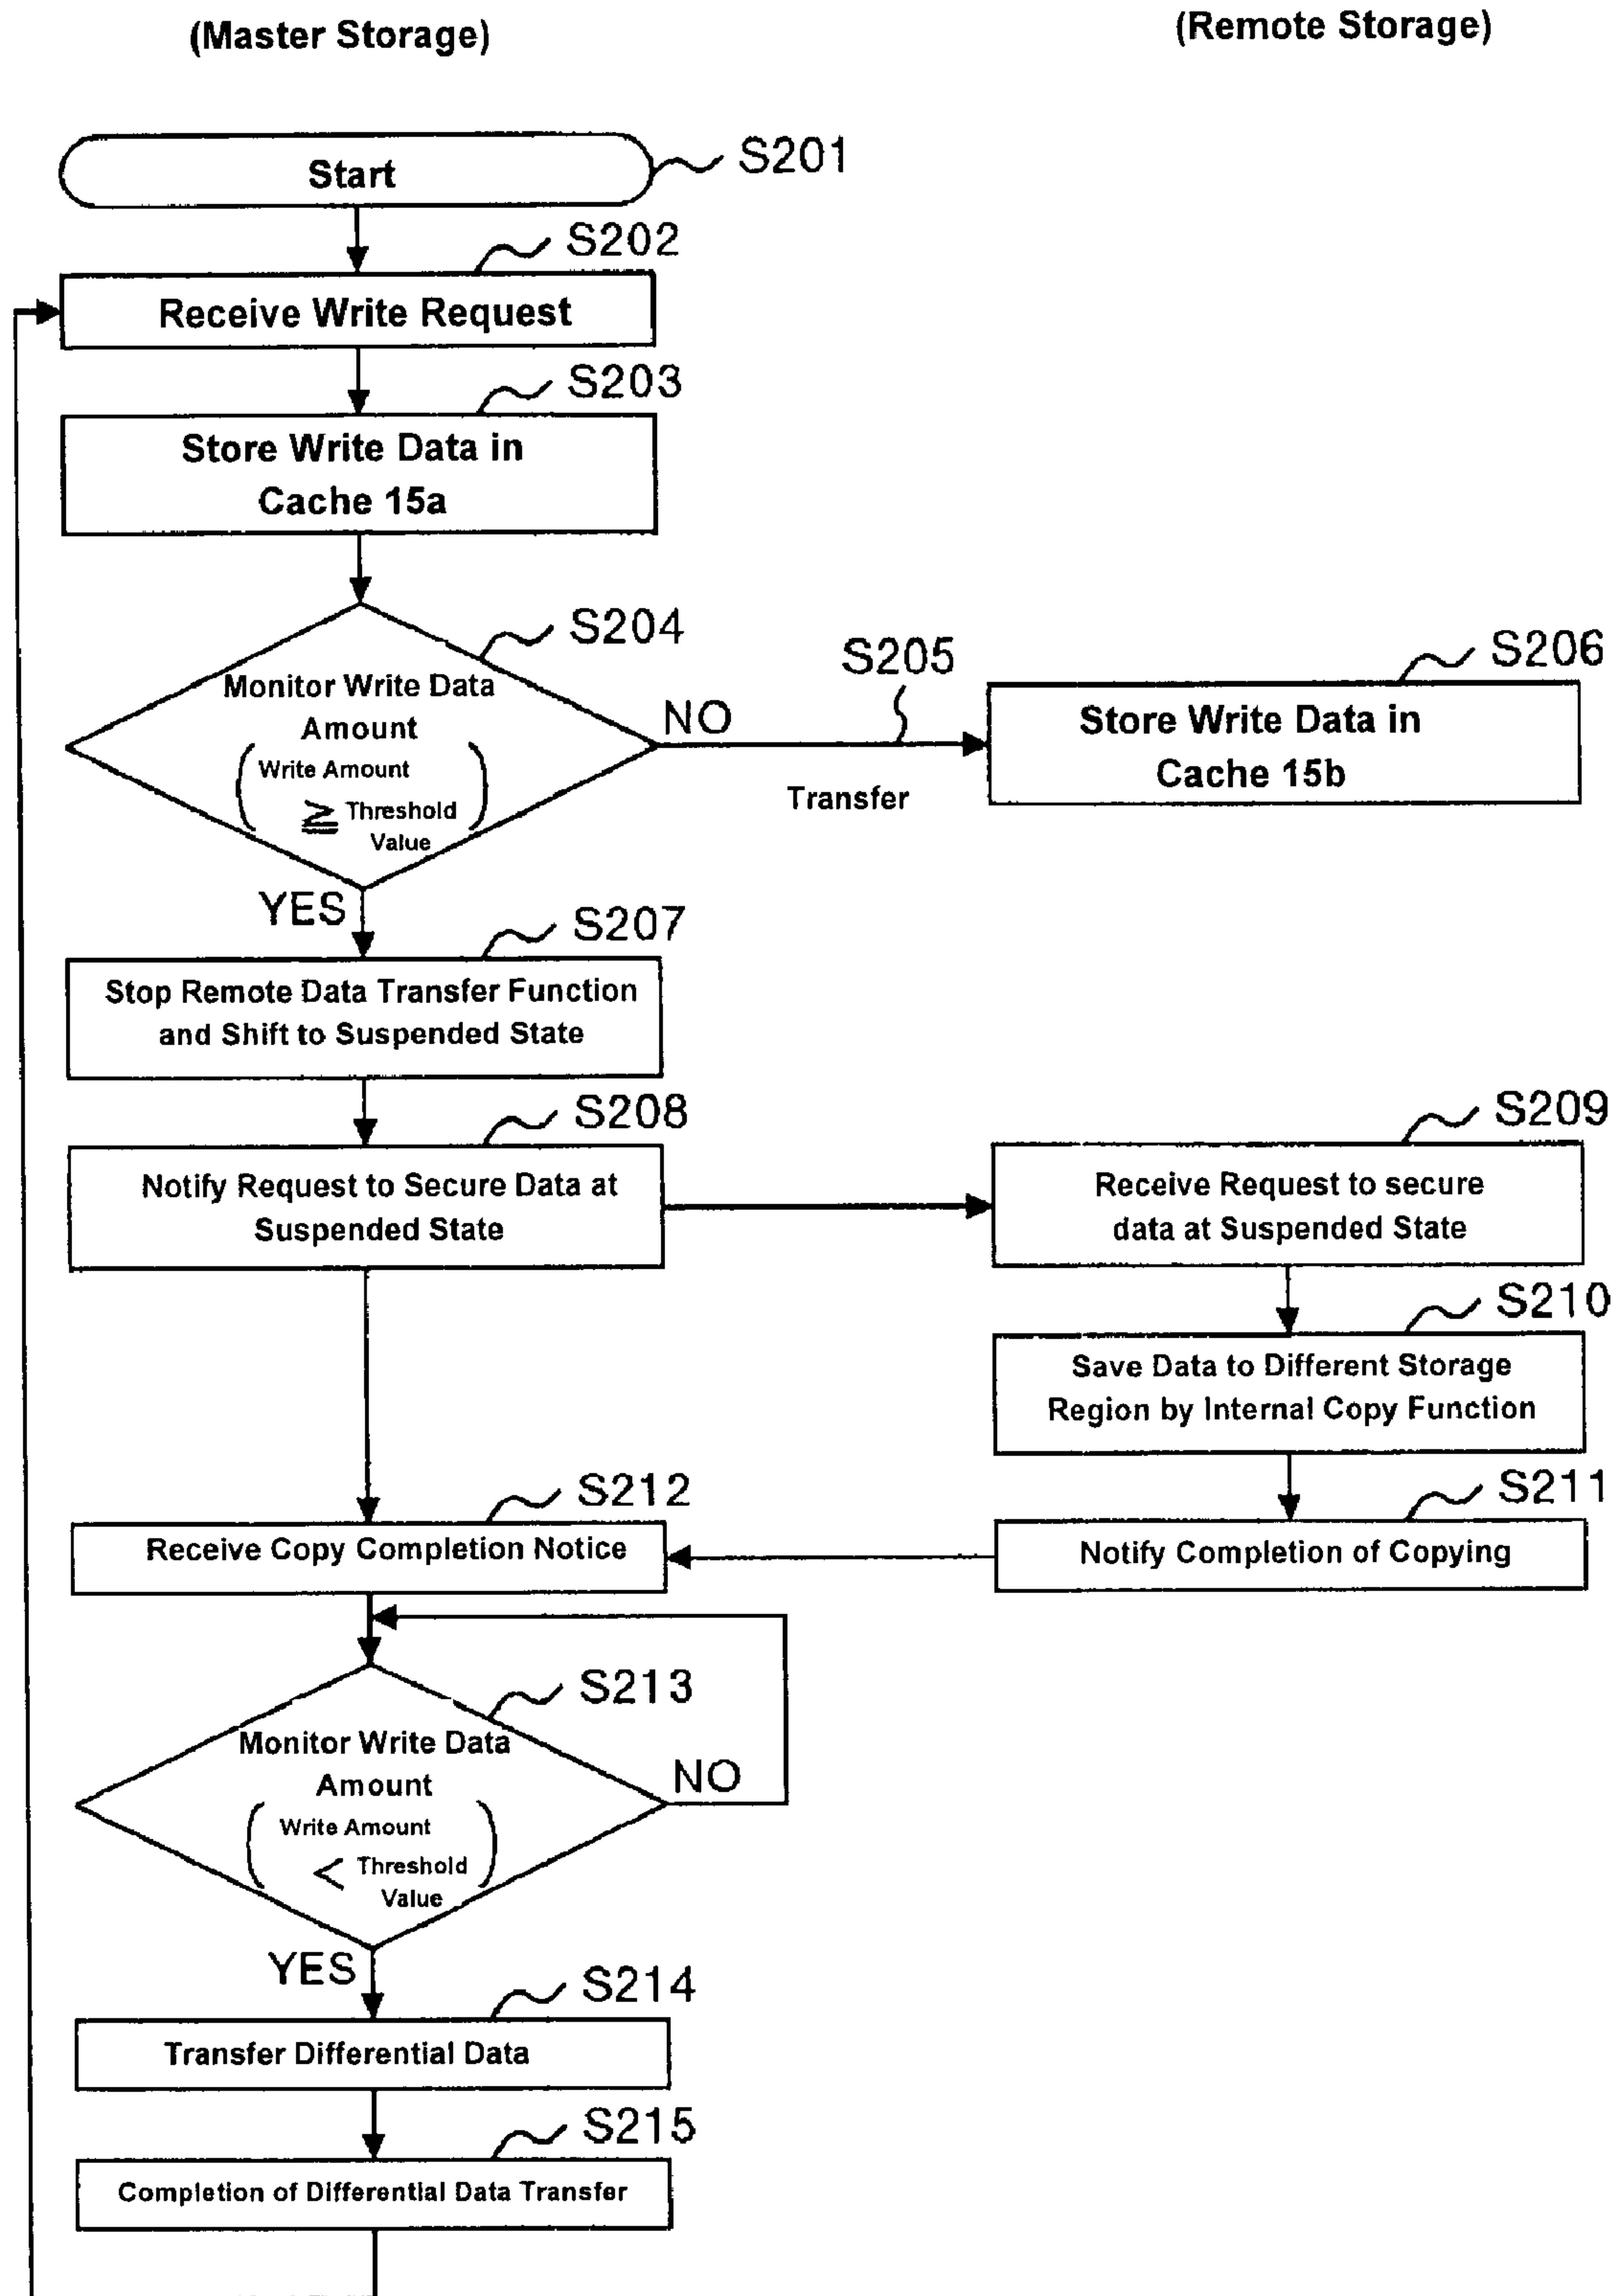 (Master Storage)
(Remote Storage)
Start
S201
S202
Receive Write Request
S203
Store Write Data in
Cache 15a
S204
Monitor Write Data
Amount
(Write Amount
≧ Threshold
Value)
NO
S205
Transfer
S206
Store Write Data in
Cache 15b
YES
S207
Stop Remote Data Transfer Function
and Shift to Suspended State
S208
Notify Request to Secure Data at
Suspended State
S209
Receive Request to secure
data at Suspended State
S210
Save Data to Different Storage
Region by Internal Copy Function
S211
Notify Completion of Copying
S212
Receive Copy Completion Notice
S213
Monitor Write Data
Amount
(Write Amount
< Threshold
Value)
NO
YES
S214
Transfer Differential Data
S215
Completion of Differential Data Transfer